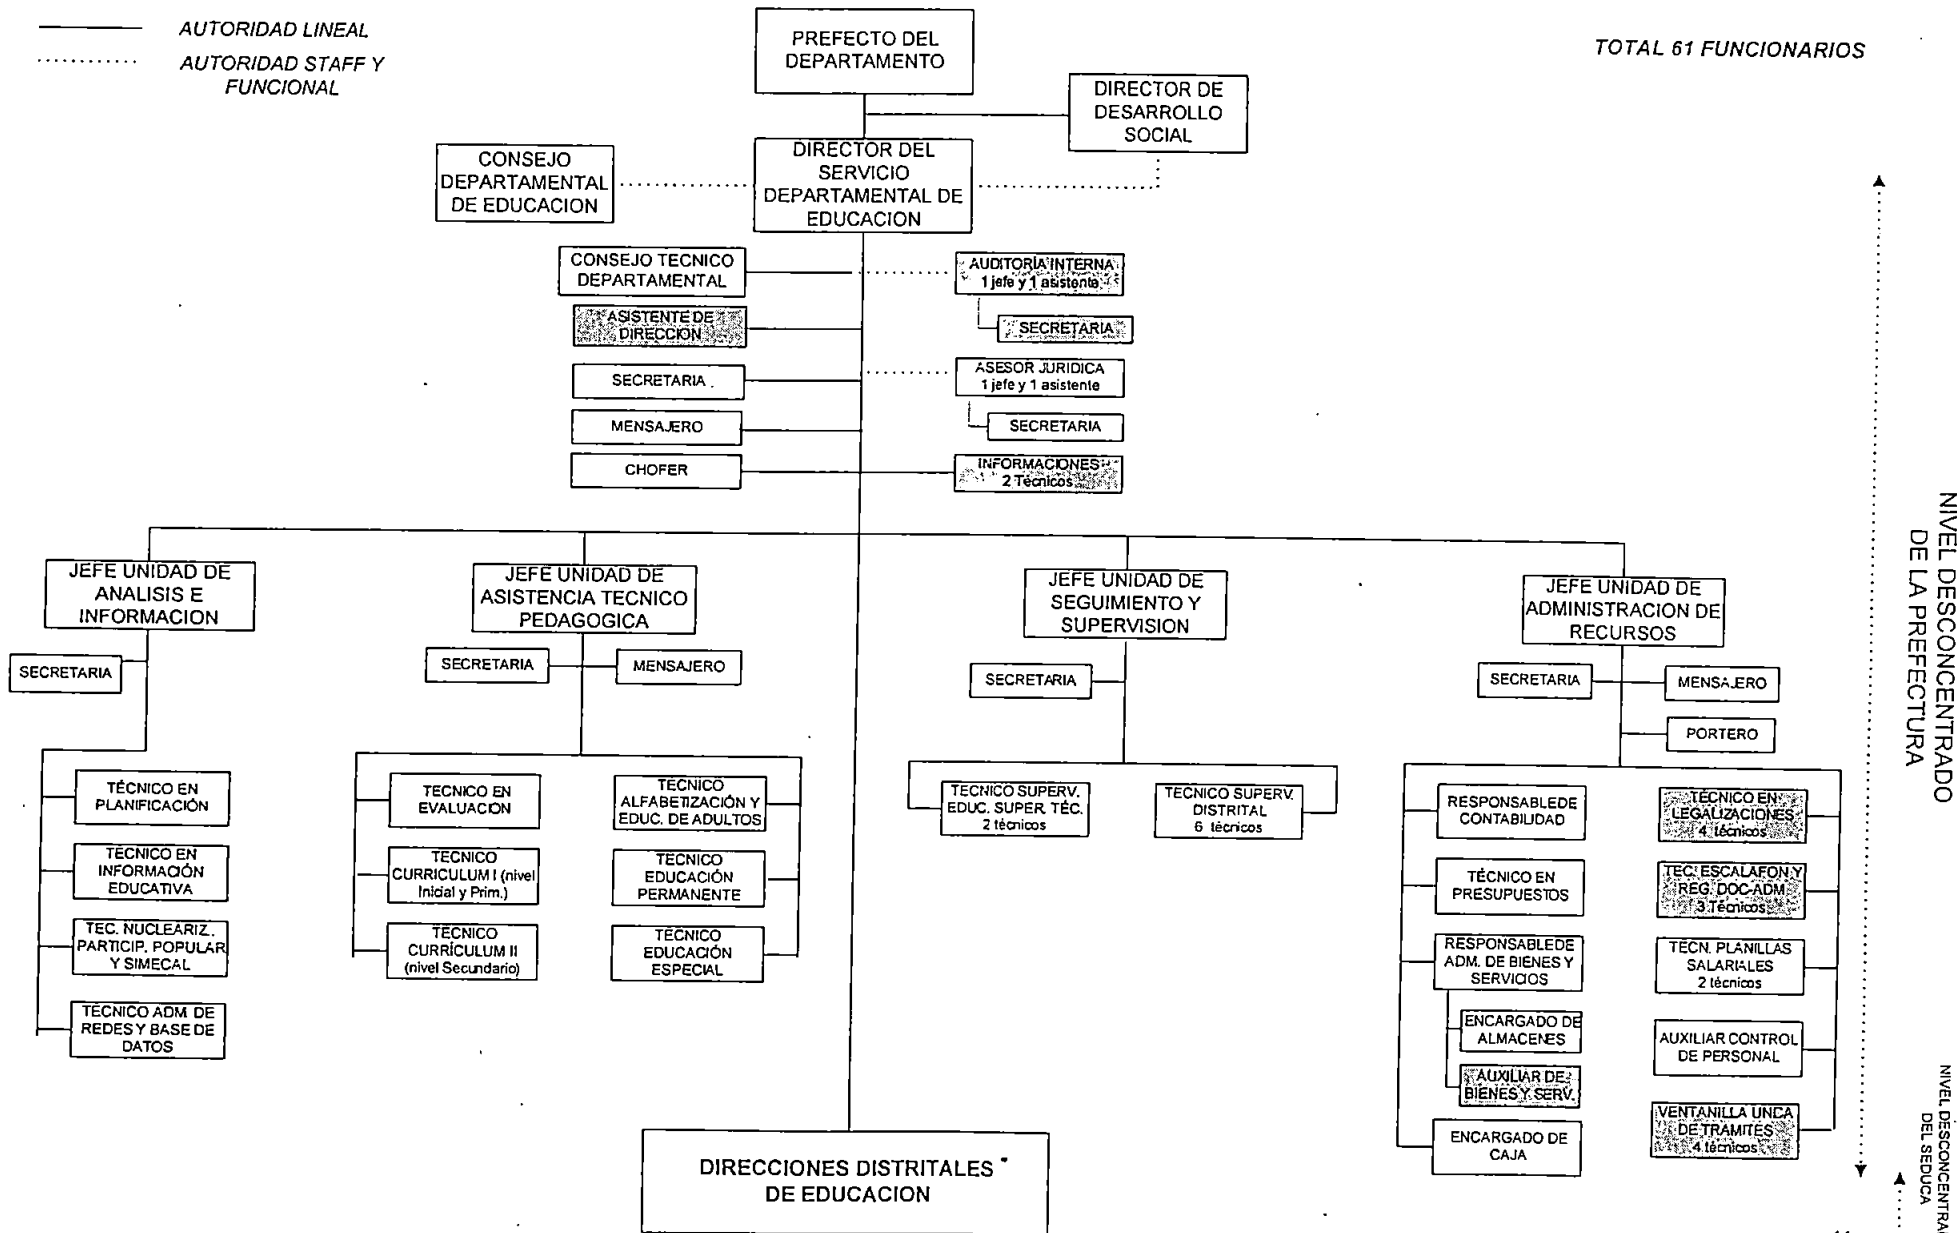 AUTORIDAD LINEAL
AUTORIDAD STAFF Y
FUNCIONAL
TOTAL 61 FUNCIONARIOS
PREFECTO DEL
DEPARTAMENTO
DIRECTOR DE
DESARROLLO
SOCIAL
CONSEJO
DEPARTAMENTAL
DE EDUCACION
DIRECTOR DEL
SERVICIO
DEPARTAMENTAL DE
EDUCACION
CONSEJO TECNICO
DEPARTAMENTAL
AUDITORÍA INTERNA
1 jefe y 1 asistente
ASISTENTE DE
DIRECCIÓN
SECRETARIA
SECRETARIA
ASESOR JURIDICA
1 jefe y 1 asistente
MENSAJERO
SECRETARIA
CHOFER
INFORMACIONES
2 Técnicos
JEFE UNIDAD DE
ANALISIS E
INFORMACION
JEFE UNIDAD DE
ASISTENCIA TECNICO
PEDAGOGICA
JEFE UNIDAD DE
SEGUIMIENTO Y
SUPERVISION
JEFE UNIDAD DE
ADMINISTRACION DE
RECURSOS
SECRETARIA
SECRETARIA
MENSAJERO
SECRETARIA
SECRETARIA
MENSAJERO
PORTERO
TÉCNICO EN
PLANIFICACIÓN
TÉCNICO EN
INFORMACIÓN
EDUCATIVA
TEC. NUCLEARIZ.
PARTICIP. POPULAR
Y SIMECAL
TÉCNICO ADM. DE
REDES Y BASE DE
DATOS
TÉCNICO EN
EVALUACIÓN
TÉCNICO
CURRICULUM I (nivel
Inicial y Prim.)
TÉCNICO
CURRÍCULUM II
(nivel Secundario)
TÉCNICO
ALFABETIZACIÓN Y
EDUC. DE ADULTOS
TÉCNICO
EDUCACIÓN
PERMANENTE
TÉCNICO
EDUCACIÓN
ESPECIAL
TECNICO SUPERV.
EDUC. SUPER. TÉC.
2 técnicos
TECNICO SUPERV.
DISTRITAL
6 técnicos
RESPONSABLE DE
CONTABILIDAD
TÉCNICO EN
PRESUPUESTOS
RESPONSABLE DE
ADM. DE BIENES Y
SERVICIOS
ENCARGADO DE
ALMACENES
AUXILIAR DE
BIENES Y SERV.
ENCARGADO DE
CAJA
TÉCNICO EN
LEGALIZACIONES
4 técnicos
TEC. ESCALAFON Y
REG. DOC-ADM
3 Técnicos
TÉCN. PLANILLAS
SALARIALES
2 técnicos
AUXILIAR CONTROL
DE PERSONAL
VENTANILLA UNICA
DE TRAMITES
4 técnicos
DIRECCIONES DISTRITALES
DE EDUCACION
NIVEL DESCONCENTRADO
DE LA PREFECTURA
NIVEL DESCONCENTRA
DEL SEDUCA